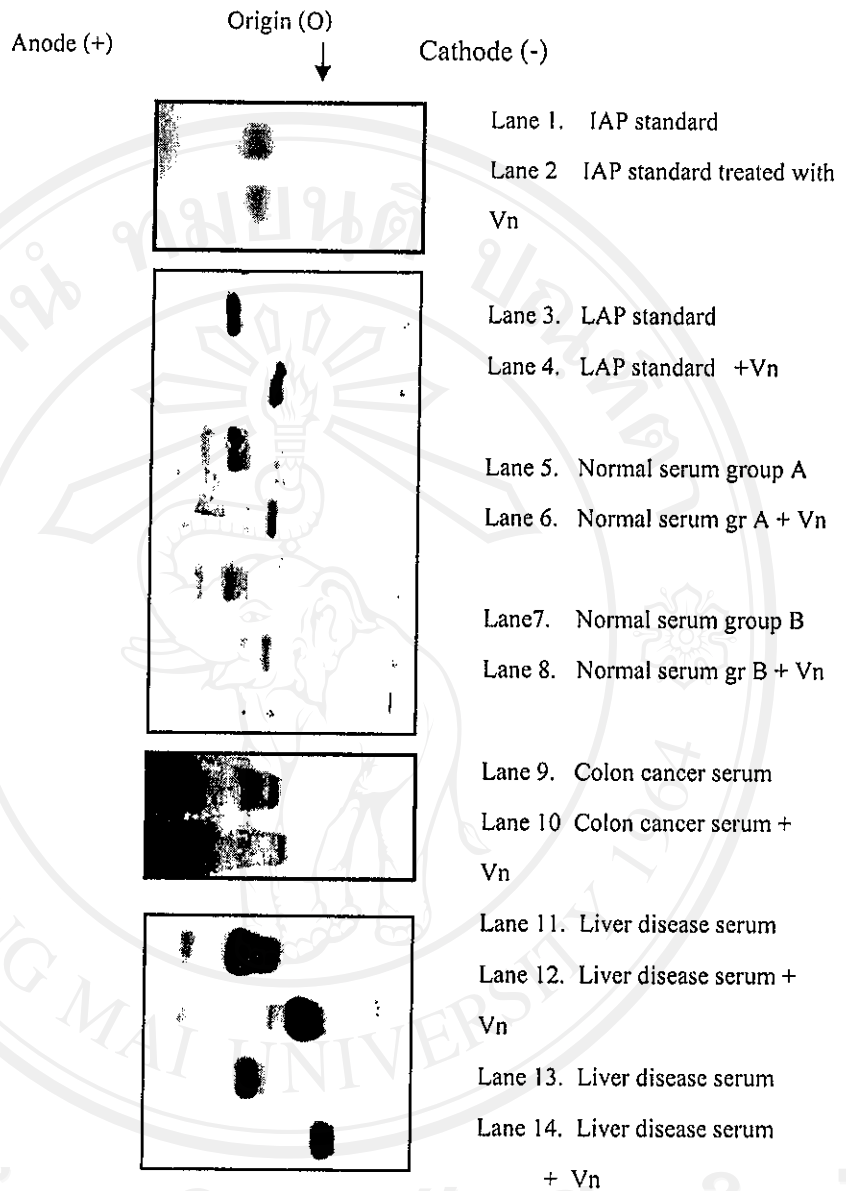 Origin (O)
Anode (+)
Cathode (-)
Lane 1. IAP standard
Lane 2 IAP standard treated with
Vn
Lane 3. LAP standard
Lane 4. LAP standard +Vn
Lane 5. Normal serum group A
Lane 6. Normal serum gr A + Vn
Lane7. Normal serum group B
Lane 8. Normal serum gr B + Vn
Lane 9. Colon cancer serum
Lane 10 Colon cancer serum +
Vn
Lane 11. Liver disease serum
Lane 12. Liver disease serum +
Vn
Lane 13. Liver disease serum
Lane 14. Liver disease serum
+ Vn
MAI UNIVERSITY 1964